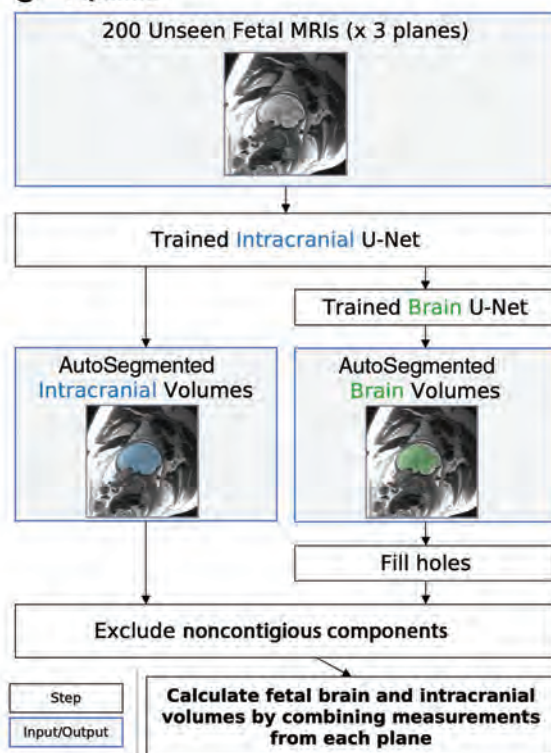 200 Unseen Fetal MRIs (x 3 planes)
Trained Intracranial U-Net
Trained Brain U-Net
AutoSegmented
Intracranial Volumes
AutoSegmented
Brain Volumes
Fill holes
Exclude noncontigious components
Step
Input/Output
Calculate fetal brain and intracranial
volumes by combining measurements
from each plane